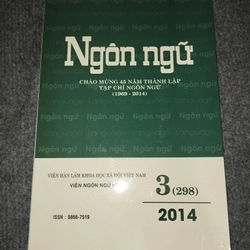 Ngôn ngữ
CHÀO MỪNG 45 NĂM THÀNH LẬP
TẠP CHÍ NGÔN NGỮ
(1969 - 2014)
VIỆN HÀN LÂM KHOA HỌC XÃ HỘI VIỆT NAM
VIỆN NGÔN NGỮ
3 (298)
ISSN : 0866-7519
2014